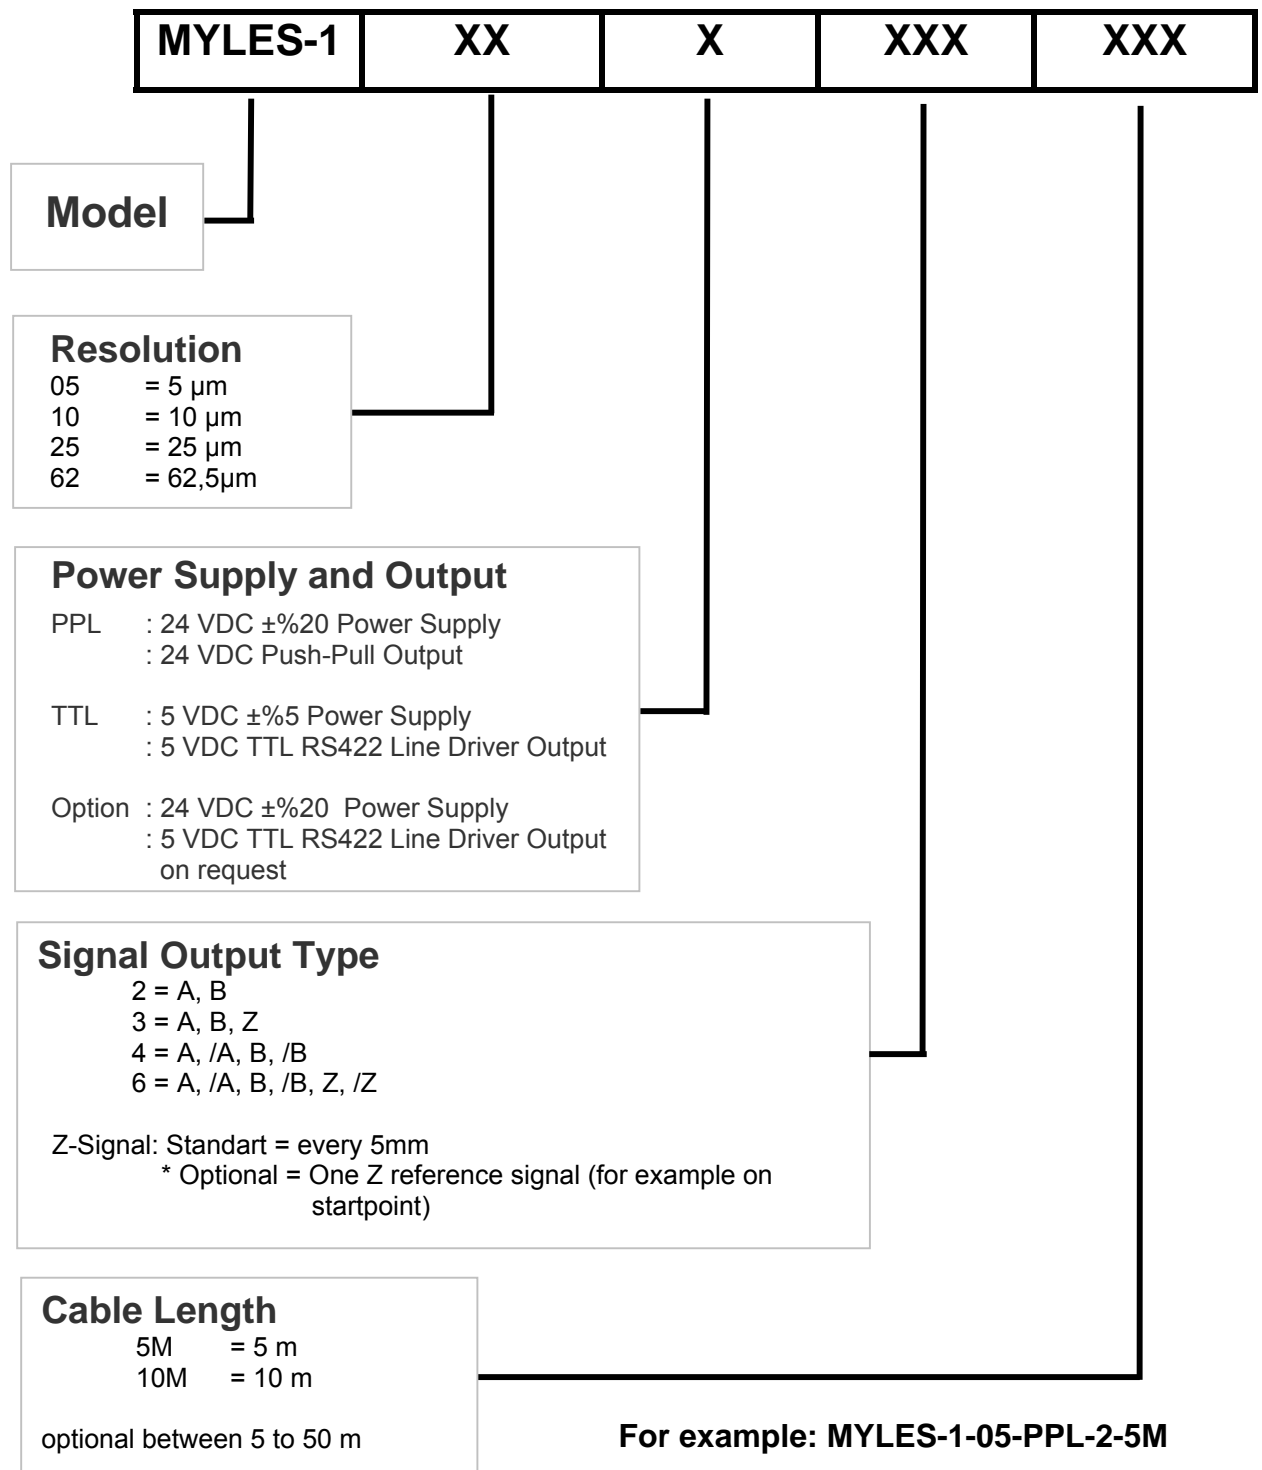 MYLES-1 XX X XXX XXX
Model
Resolution
05 = 5 µm
10 = 10 µm
25 = 25 µm
62 = 62,5µm
Power Supply and Output
PPL : 24 VDC ±%20 Power Supply
: 24 VDC Push-Pull Output
TTL : 5 VDC ±%5 Power Supply
: 5 VDC TTL RS422 Line Driver Output
Option : 24 VDC ±%20 Power Supply
: 5 VDC TTL RS422 Line Driver Output
on request
Signal Output Type
2 = A, B
3 = A, B, Z
4 = A, /A, B, /B
6 = A, /A, B, /B, Z, /Z
Z-Signal: Standart = every 5mm
* Optional = One Z reference signal (for example on
startpoint)
Cable Length
5M = 5 m
10M = 10 m
optional between 5 to 50 m
For example: MYLES-1-05-PPL-2-5M